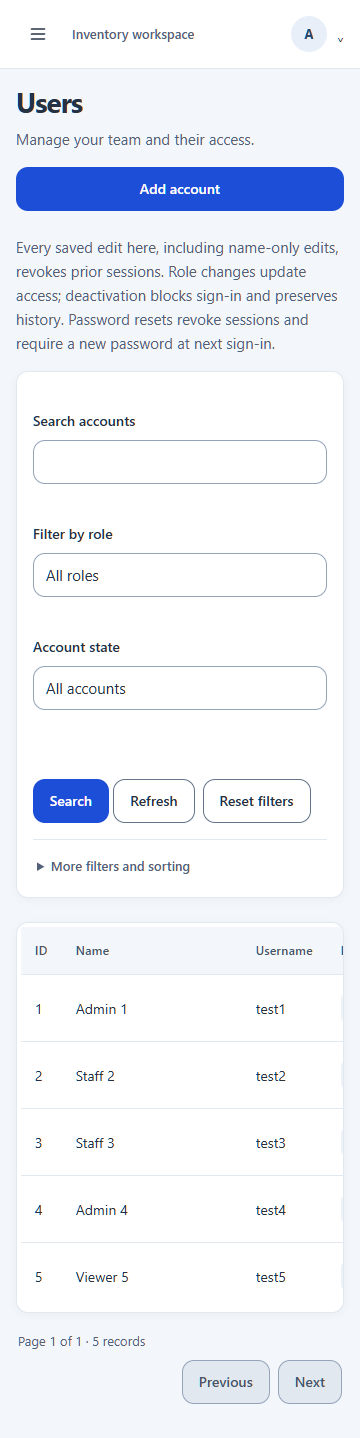 Inventory workspace
A
Users
Manage your team and their access.
Add account
Every saved edit here, including name-only edits,
revokes prior sessions. Role changes update
access; deactivation blocks sign-in and preserves
history. Password resets revoke sessions and
require a new password at next sign-in.
Search accounts
Filter by role
All roles
Account state
All accounts
Search Refresh Reset filters
More filters and sorting
ID Name Username
1 Admin 1 test1
2 Staff 2 test2
3 Staff 3 test3
4 Admin 4 test4
5 Viewer 5 test5
Page 1 of 1 · 5 records
Previous Next